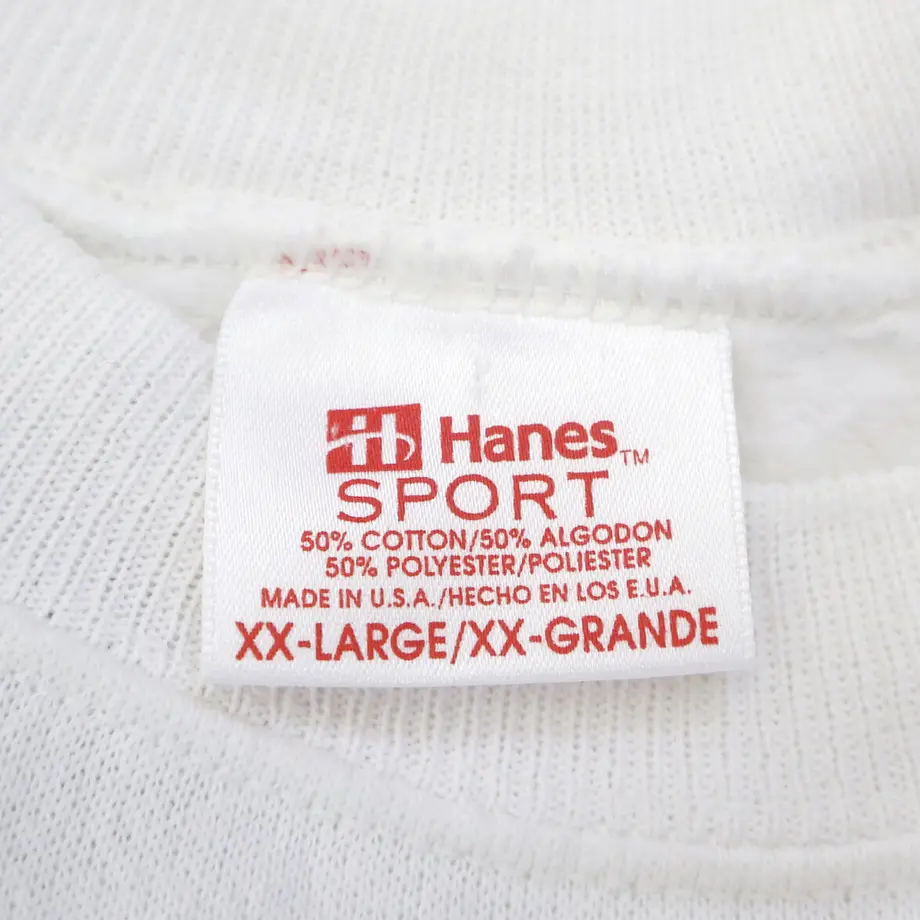 H Hanes™
SPORT
50% COTTON/50% ALGODON
50% POLYESTER/POLIESTER
MADE IN U.S.A./HECHO EN LOS E.U.A.
XX-LARGE/XX-GRANDE